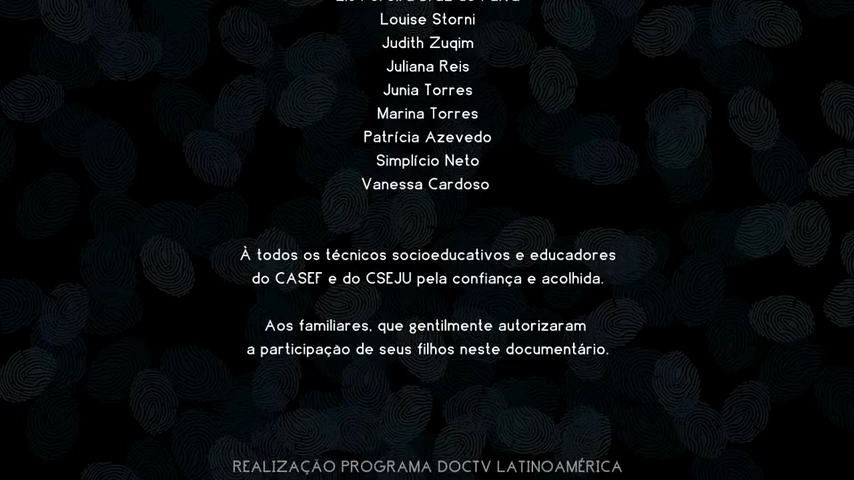 Louise Storni
Judith Zuqim
Juliana Reis
Junia Torres
Marina Torres
Patrícia Azevedo
Simplício Neto
Vanessa Cardoso
À todos os técnicos socioeducativos e educadores
do CASEF e do CSEJU pela confiança e acolhida.
Aos familiares, que gentilmente autorizaram
a participação de seus filhos neste documentário.
REALIZAÇÃO PROGRAMA DOCTV LATINOAMÉRICA